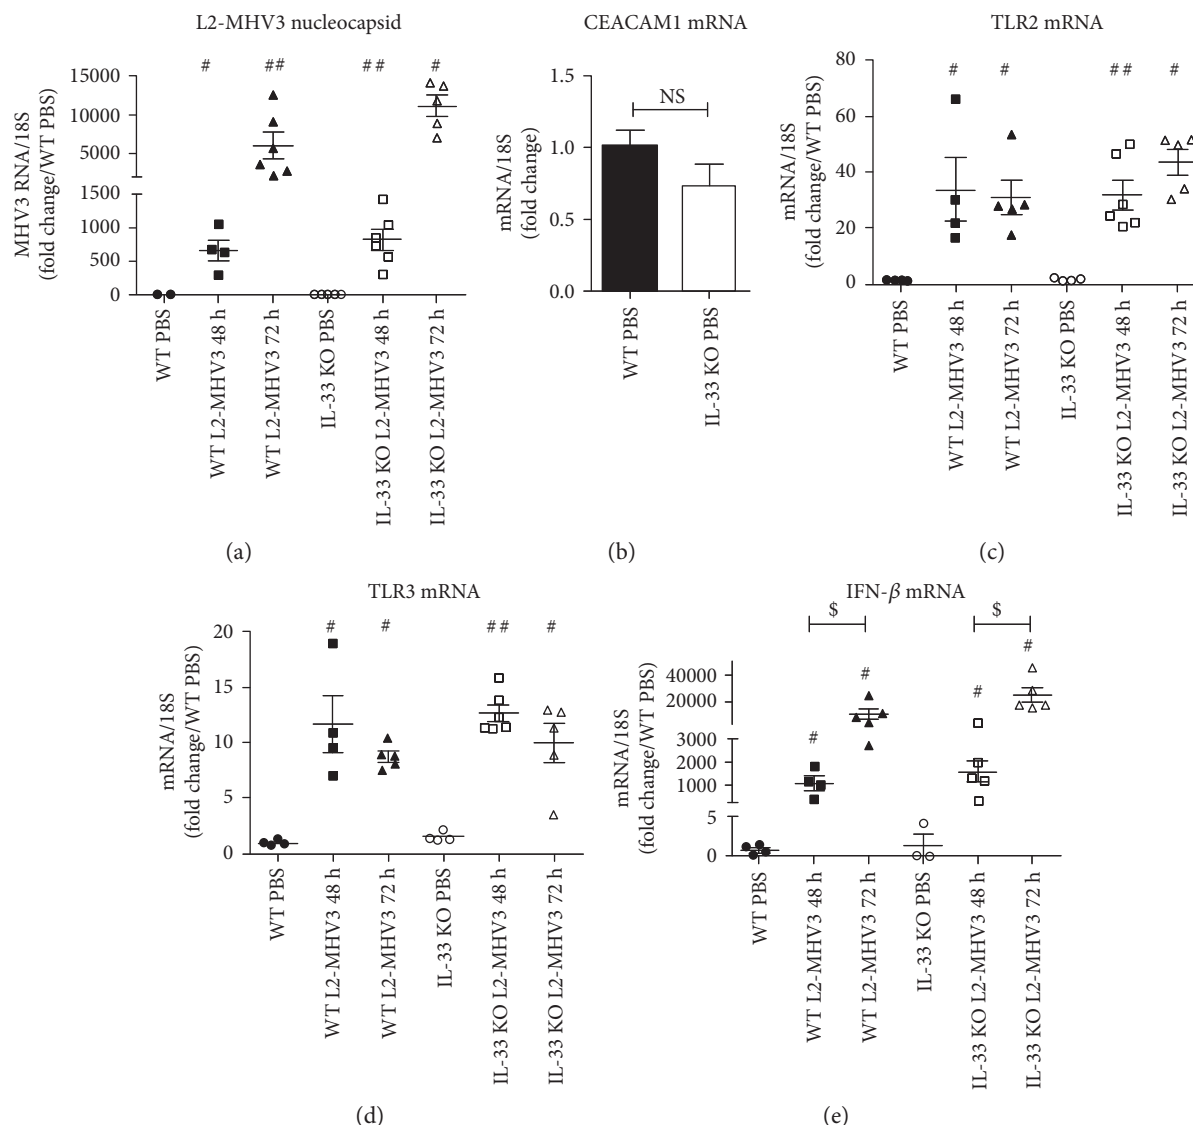 L2-MHV3 nucleocapsid
MHV3 RNA/18S
(fold change/WT PBS)
15000
10000
5000
1500
1000
500
0
#
##
##
#
WT PBS
WT L2-MHV3 48 h
WT L2-MHV3 72 h
IL-33 KO PBS
IL-33 KO L2-MHV3 48 h
IL-33 KO L2-MHV3 72 h
(a)
CEACAM1 mRNA
mRNA/18S
(fold change)
1.5
1.0
0.5
0.0
NS
WT PBS
IL-33 KO PBS
(b)
TLR2 mRNA
mRNA/18S
(fold change/WT PBS)
80
60
40
20
0
#
#
##
#
WT PBS
WT L2-MHV3 48 h
WT L2-MHV3 72 h
IL-33 KO PBS
IL-33 KO L2-MHV3 48 h
IL-33 KO L2-MHV3 72 h
(c)
TLR3 mRNA
mRNA/18S
(fold change/WT PBS)
20
15
10
5
0
#
#
##
#
WT PBS
WT L2-MHV3 48 h
WT L2-MHV3 72 h
IL-33 KO PBS
IL-33 KO L2-MHV3 48 h
IL-33 KO L2-MHV3 72 h
(d)
IFN-β mRNA
mRNA/18S
(fold change/WT PBS)
40000
20000
3000
1000
5
0
$
$
#
#
#
#
WT PBS
WT L2-MHV3 48 h
WT L2-MHV3 72 h
IL-33 KO PBS
IL-33 KO L2-MHV3 48 h
IL-33 KO L2-MHV3 72 h
(e)